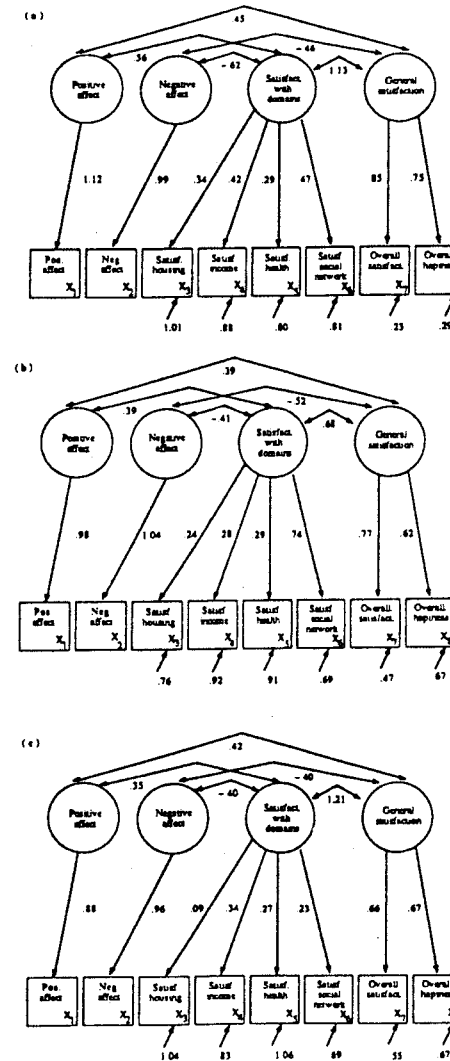 (a)
.45
.56
-.46
-.62
1.13
Positive affect
Negative affect
Satisfact. with domains
General satisfaction
1.12
.99
.34
.42
.29
.47
.85
.75
Pos. affect X1
Neg affect X2
Satisf. housing X3
Satisf. income X4
Satisf. health X5
Satisf social network X6
Overall satisfact. X7
Overall hapiness
1.01
.88
.80
.81
.23
.29
(b)
.39
.39
-.52
-.41
.68
Positive affect
Negative affect
Satisfact. with domains
General satisfaction
.98
1.04
.24
.28
.29
.74
.77
.62
Pos. affect X1
Neg affect X2
Satisf housing X3
Satisf income X4
Satisf health X5
Satisf social network X6
Overall satisfact. X7
Overall hapiness
.76
.92
.91
.69
.47
.67
(c)
.42
.35
-.40
-.40
1.21
Positive affect
Negative affect
Satisfact. with domains
General satisfaction
.88
.96
.09
.34
.27
.23
.66
.67
Pos. affect X1
Neg affect X2
Satisf housing X3
Satisf income X4
Satisf. health X5
Satisf social network X6
Overall satisfact. X7
Overall hapiness
1.04
.83
1.06
.89
.55
.67